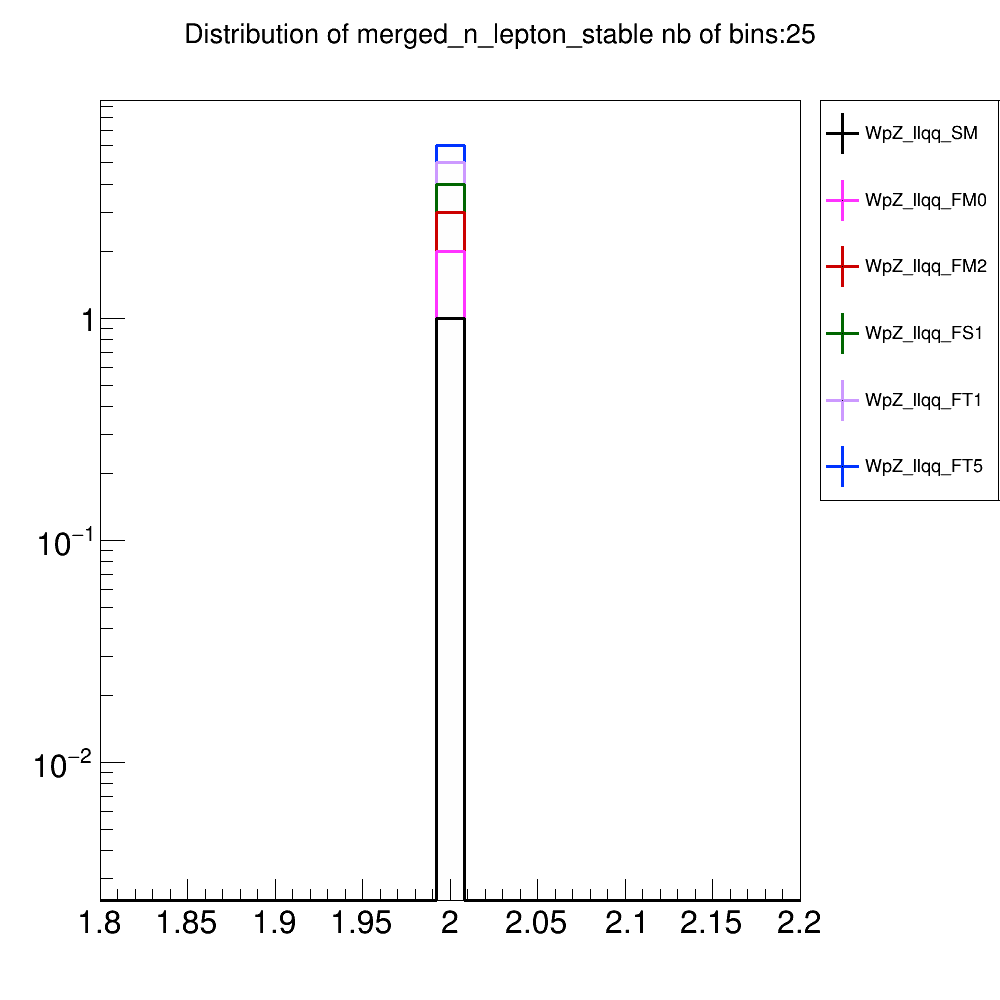 Distribution of merged_n_lepton_stable nb of bins:25
WpZ_llqq_SM
WpZ_llqq_FM0
WpZ_llqq_FM2
WpZ_llqq_FS1
WpZ_llqq_FT1
WpZ_llqq_FT5
1
10⁻¹
10⁻²
1.8 1.85 1.9 1.95 2 2.05 2.1 2.15 2.2